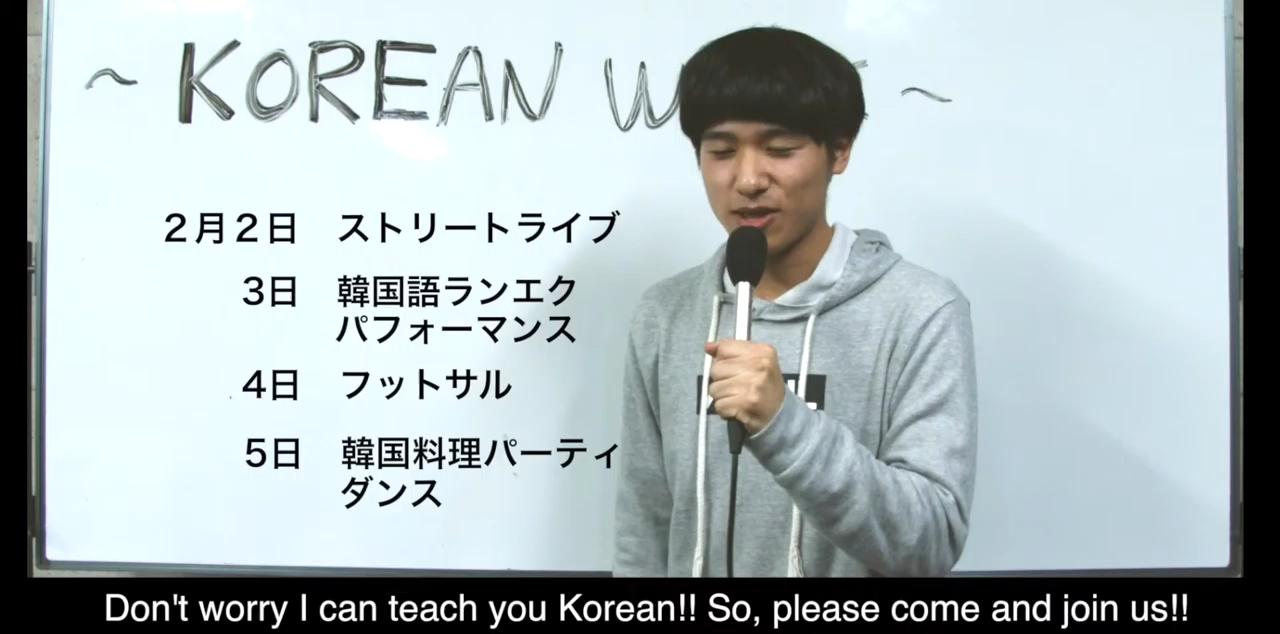 ~ KOREAN W ~
2月2日 ストリートライブ
3日 韓国語ランエク
パフォーマンス
4日 フットサル
5日 韓国料理パーティ
ダンス
Don't worry I can teach you Korean!! So, please come and join us!!